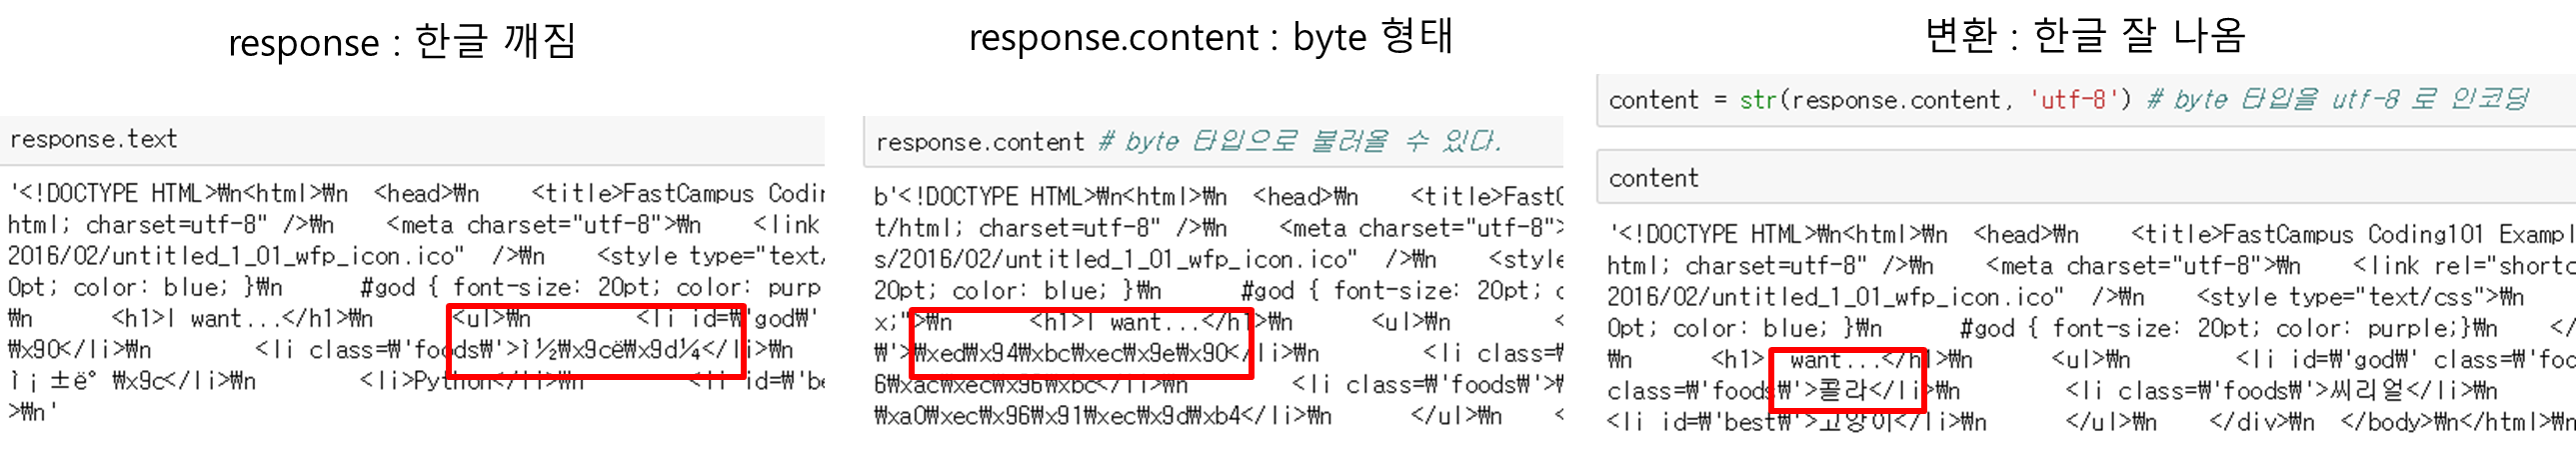 response : 한글 깨짐
response.text
'<!DOCTYPE HTML>₩n<html>₩n  <head>₩n    <title>FastCampus Codin
html; charset=utf-8" />₩n    <meta charset="utf-8">₩n    <link
2016/02/untitled_1_01_wfp_icon.ico"  />₩n    <style type="text/
0pt; color: blue; }₩n      #god { font-size: 20pt; color: purp
₩n      <h1>I want...</h1>₩n      <ul>₩n        <li id=₩'god₩'
₩x90</li>₩n        <li class=₩'foods₩'>ì½₩x9cë₩x9d¼</li>₩n
ì¡±ë° ₩x9c</li>₩n        <li>Python</li>₩n        <li id=₩'be
>₩n'
response.content : byte 형태
response.content # byte 타입으로 불러올 수 있다.
b'<!DOCTYPE HTML>₩n<html>₩n  <head>₩n    <title>FastC
t/html; charset=utf-8" />₩n    <meta charset="utf-8">
s/2016/02/untitled_1_01_wfp_icon.ico"  />₩n    <style
20pt; color: blue; }₩n      #god { font-size: 20pt; c
x;">₩n      <h1>I want...</h1>₩n      <ul>₩n        <
₩'>₩xed₩x94₩xbc₩xec₩x9e₩x90</li>₩n        <li class=₩
6₩xac₩xec₩x96₩xbc</li>₩n        <li class=₩'foods₩'>₩
₩xa0₩xec₩x96₩x91₩xec₩x9d₩xb4</li>₩n      </ul>₩n    <
변환 : 한글 잘 나옴
content = str(response.content, 'utf-8') # byte 타입을 utf-8 로 인코딩
content
'<!DOCTYPE HTML>₩n<html>₩n  <head>₩n    <title>FastCampus Coding101 Exampl
html; charset=utf-8" />₩n    <meta charset="utf-8">₩n    <link rel="shortc
2016/02/untitled_1_01_wfp_icon.ico"  />₩n    <style type="text/css">₩n
0pt; color: blue; }₩n      #god { font-size: 20pt; color: purple;}₩n    </
₩n      <h1> want...</h1>₩n      <ul>₩n        <li id=₩'god₩' class=₩'foo
class=₩'foods₩'>콜라</li>₩n        <li class=₩'foods₩'>씨리얼</li>₩n
<li id=₩'best₩'>고양이</li>₩n      </ul>₩n    </div>₩n  </body>₩n</html>₩n